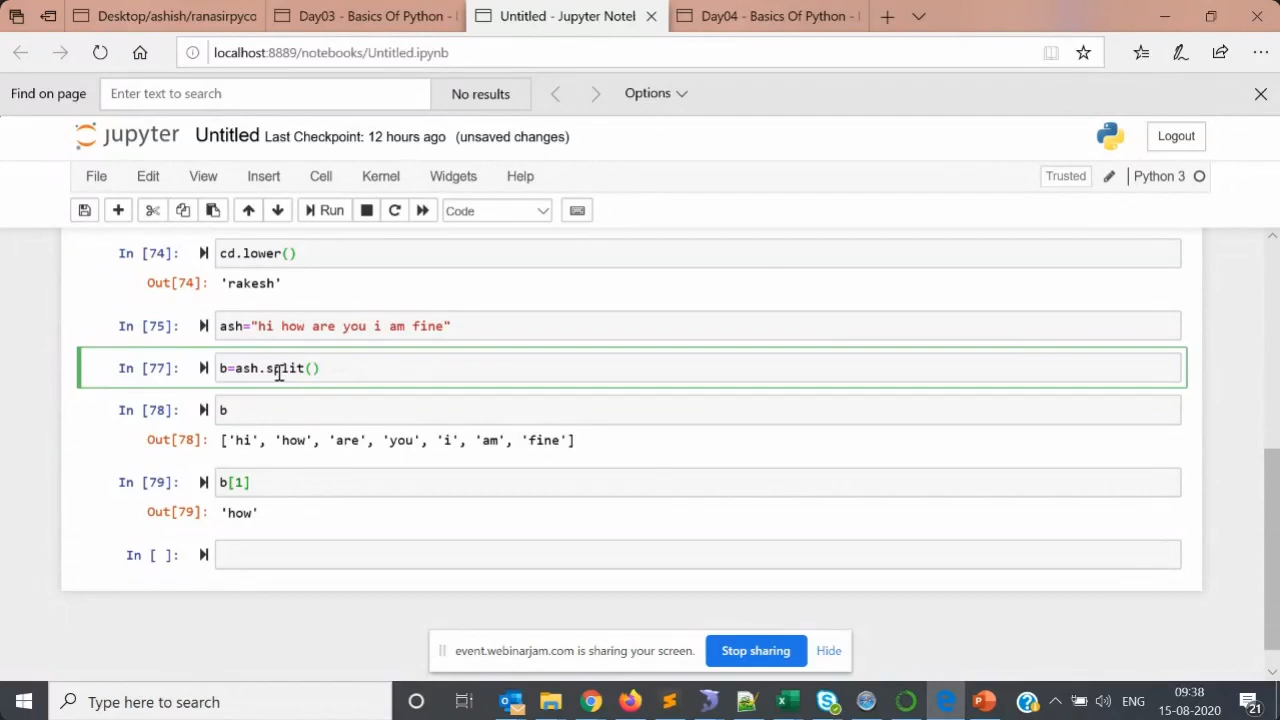 Desktop/ashish/ranasirpyco
Day03 - Basics Of Python -
Untitled - Jupyter Notel
Day04 - Basics Of Python -
localhost:8889/notebooks/Untitled.ipynb
Find on page
Enter text to search
No results
Options
jupyter
Untitled Last Checkpoint: 12 hours ago (unsaved changes)
Logout
File Edit View Insert Cell Kernel Widgets Help
Trusted
Python 3
Run
Code
In [74]: cd.lower()
Out[74]: 'rakesh'
In [75]: ash="hi how are you i am fine"
In [77]: b=ash.split()
In [78]: b
Out[78]: ['hi', 'how', 'are', 'you', 'i', 'am', 'fine']
In [79]: b[1]
Out[79]: 'how'
In [ ]:
event.webinarjam.com is sharing your screen.
Stop sharing
Hide
Type here to search
ENG
09:38
15-08-2020
21